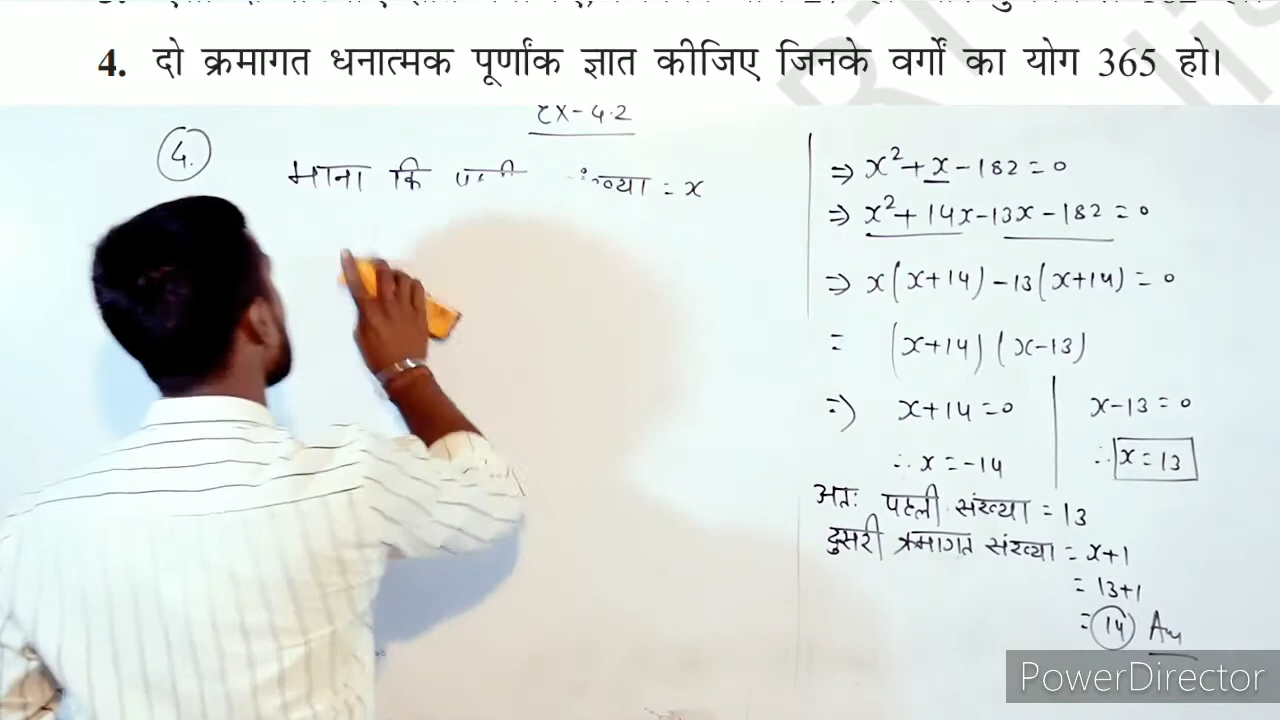 4. दो क्रमागत धनात्मक पूर्णांक ज्ञात कीजिए जिनके वर्गों का योग 365 हो।
Ex-4.2
4.
माना कि = x
⇒ x² + x - 182 = 0
⇒ x² + 14x - 13x - 182 = 0
⇒ x(x+14) - 13(x+14) = 0
= (x+14) (x-13)
⇒ x+14 = 0
∴ x = -14
x-13 = 0
∴ x = 13
अतः पहली संख्या = 13
दुसरी क्रमागत संख्या = x+1
= 13+1
= 14 Ans
PowerDirector